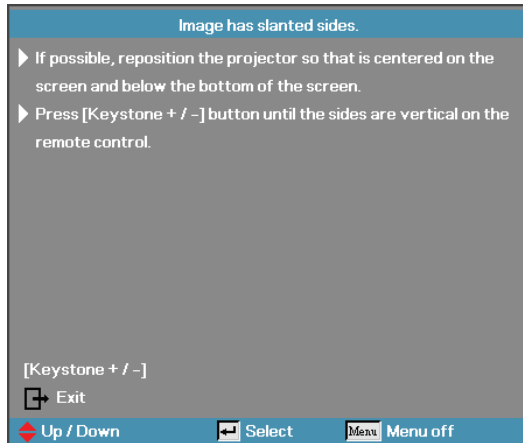 Image has slanted sides.
If possible, reposition the projector so that is centered on the
screen and below the bottom of the screen.
Press [Keystone + / -] button until the sides are vertical on the
remote control.
[Keystone + / -]
Exit
Up / Down Select Menu Menu off